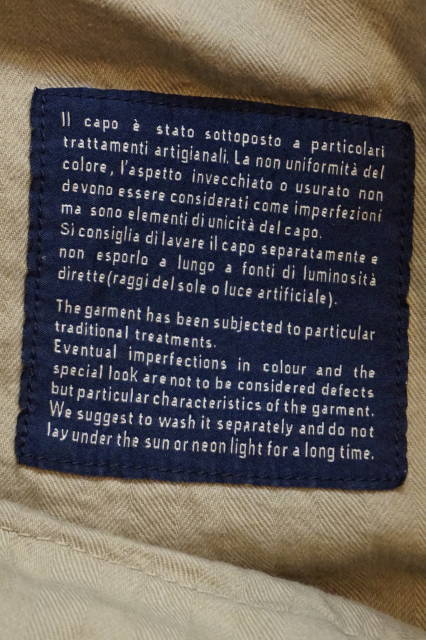 Il capo è stato sottoposto a particolari
trattamenti artigianali. La non uniformità del
colore, l'aspetto invecchiato o usurato non
devono essere considerati come imperfezioni
ma sono elementi di unicità del capo.
Si consiglia di lavare il capo separatamente e
non esporlo a lungo a fonti di luminosità
dirette(raggi del sole o luce artificiale).
The garment has been subjected to particular
traditional treatments.
Eventual imperfections in colour and the
special look are not to be considered defects
but particular characteristics of the garment.
We suggest to wash it separately and do not
lay under the sun or neon light for a long time.